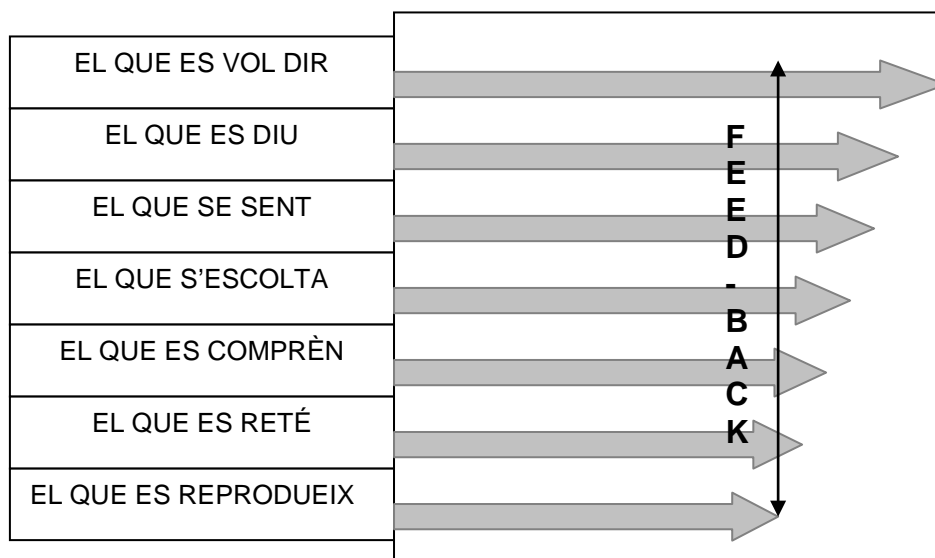 EL QUE ES VOL DIR
EL QUE ES DIU
EL QUE SE SENT
EL QUE S'ESCOLTA
EL QUE ES COMPRÈN
EL QUE ES RETÉ
EL QUE ES REPRODUEIX
F
E
E
D
-
B
A
C
K